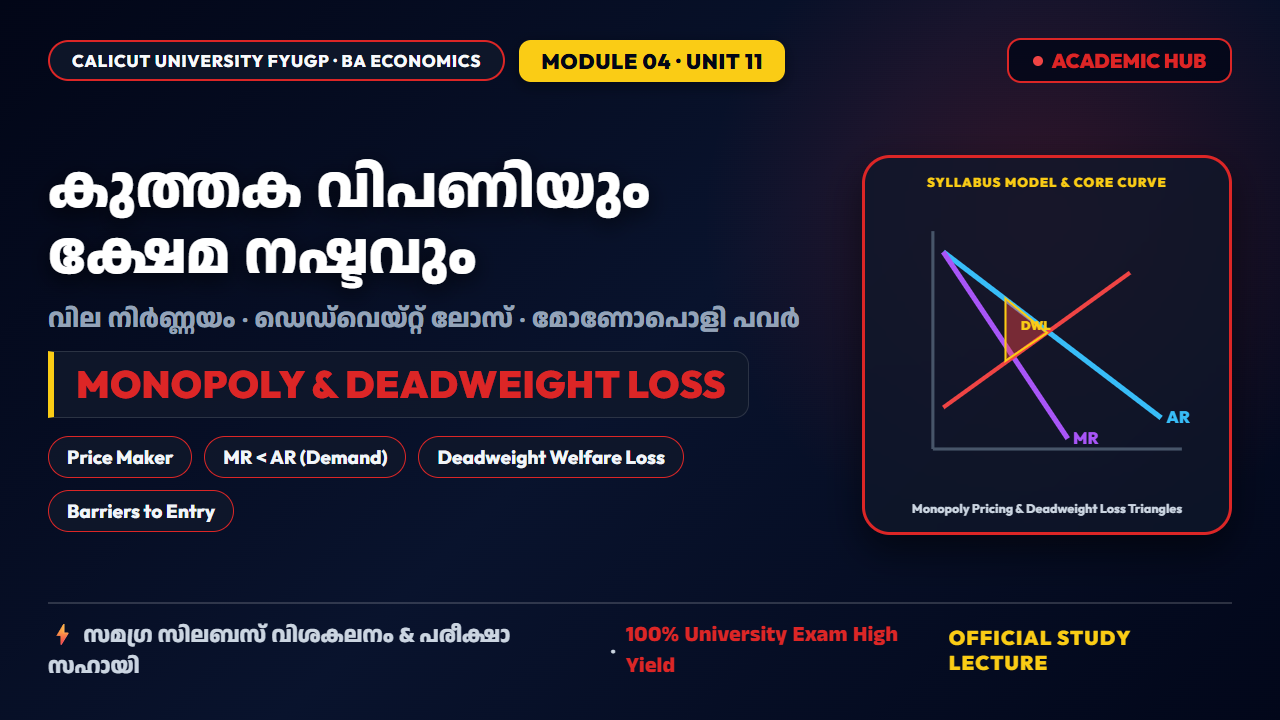 CALICUT UNIVERSITY FYUGP · BA ECONOMICS
MODULE 04 · UNIT 11
ACADEMIC HUB
കുത്തക വിപണിയും
ക്ഷേമ നഷ്ടവും
വില നിർണ്ണയം · ഡെഡ്‌വെയ്റ്റ് ലോസ് · മോണോപൊളി പവർ
MONOPOLY & DEADWEIGHT LOSS
Price Maker
MR < AR (Demand)
Deadweight Welfare Loss
Barriers to Entry
SYLLABUS MODEL & CORE CURVE
DWL
AR
MR
Monopoly Pricing & Deadweight Loss Triangles
⚡ സമഗ്ര സിലബസ് വിശകലനം & പരീക്ഷാ
സഹായി
·
100% University Exam High
Yield
OFFICIAL STUDY
LECTURE